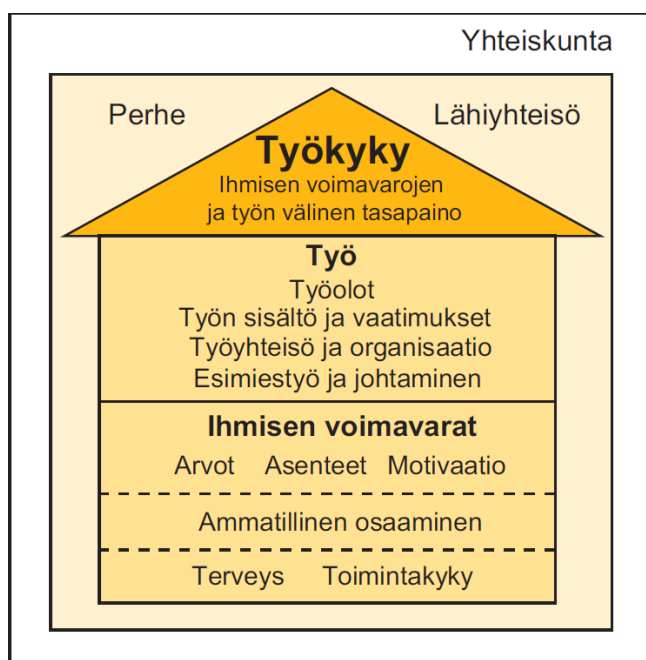 Yhteiskunta
Perhe
Lähiyhteisö
Työkyky
Ihmisen voimavarojen
ja työn välinen tasapaino
Työ
Työolot
Työn sisältö ja vaatimukset
Työyhteisö ja organisaatio
Esimiestyö ja johtaminen
Ihmisen voimavarat
Arvot Asenteet Motivaatio
Ammatillinen osaaminen
Terveys Toimintakyky